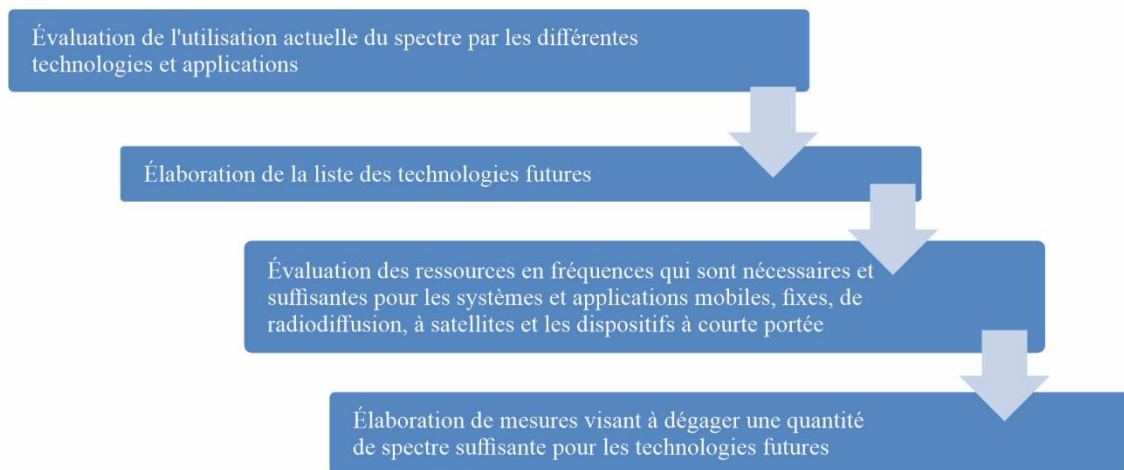 Évaluation de l'utilisation actuelle du spectre par les différentes
technologies et applications
Élaboration de la liste des technologies futures
Évaluation des ressources en fréquences qui sont nécessaires et
suffisantes pour les systèmes et applications mobiles, fixes, de
radiodiffusion, à satellites et les dispositifs à courte portée
Élaboration de mesures visant à dégager une quantité
de spectre suffisante pour les technologies futures